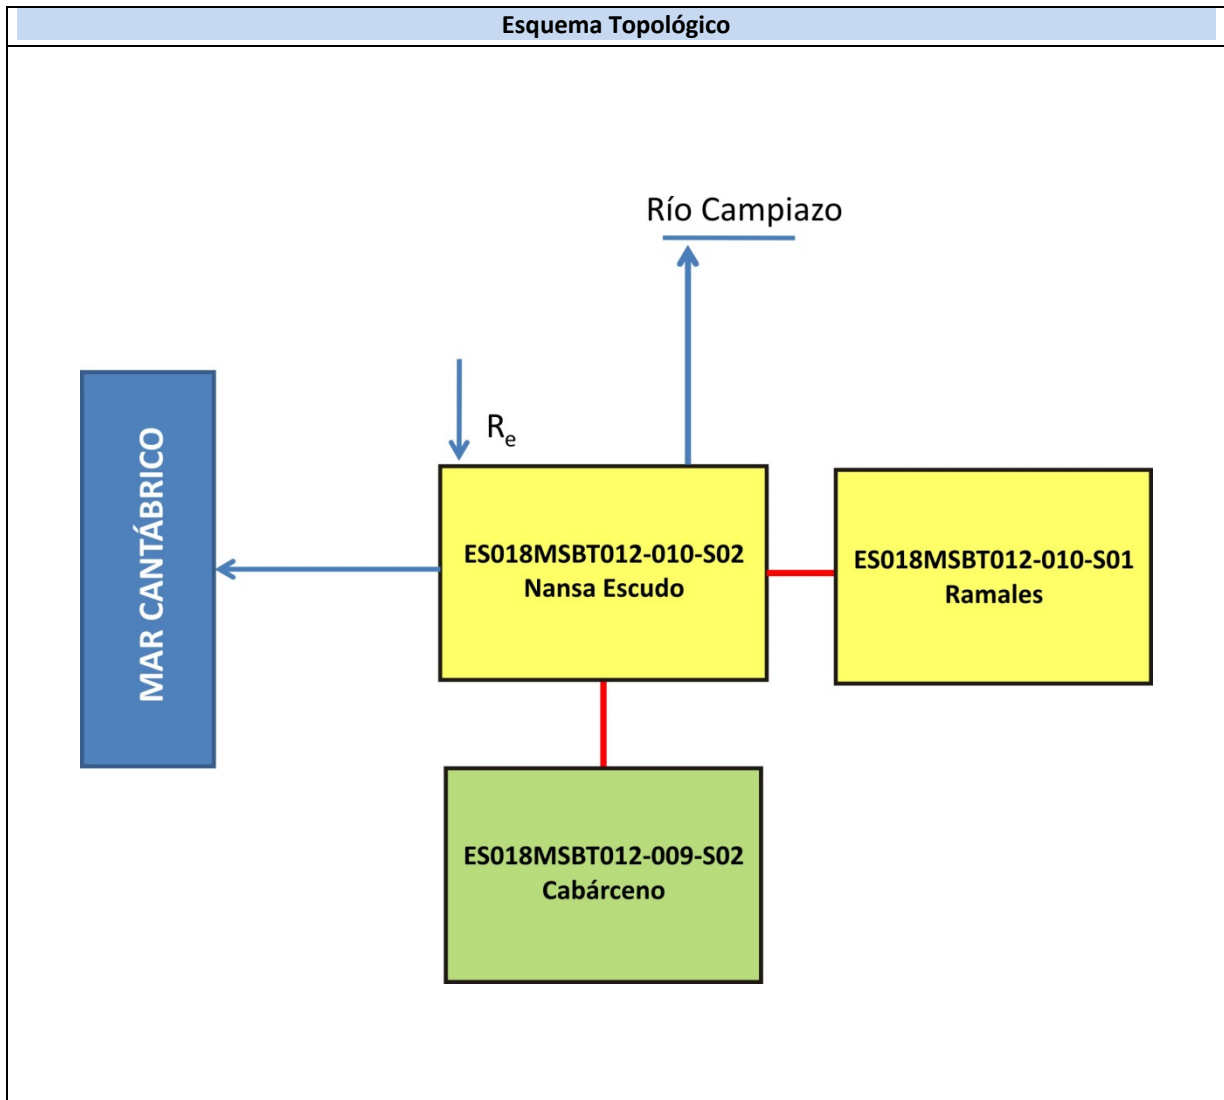 Esquema Topológico
Río Campiazo
R_e
MAR CANTÁBRICO
ES018MSBT012-010-S02
Nansa Escudo
ES018MSBT012-010-S01
Ramales
ES018MSBT012-009-S02
Cabárceno